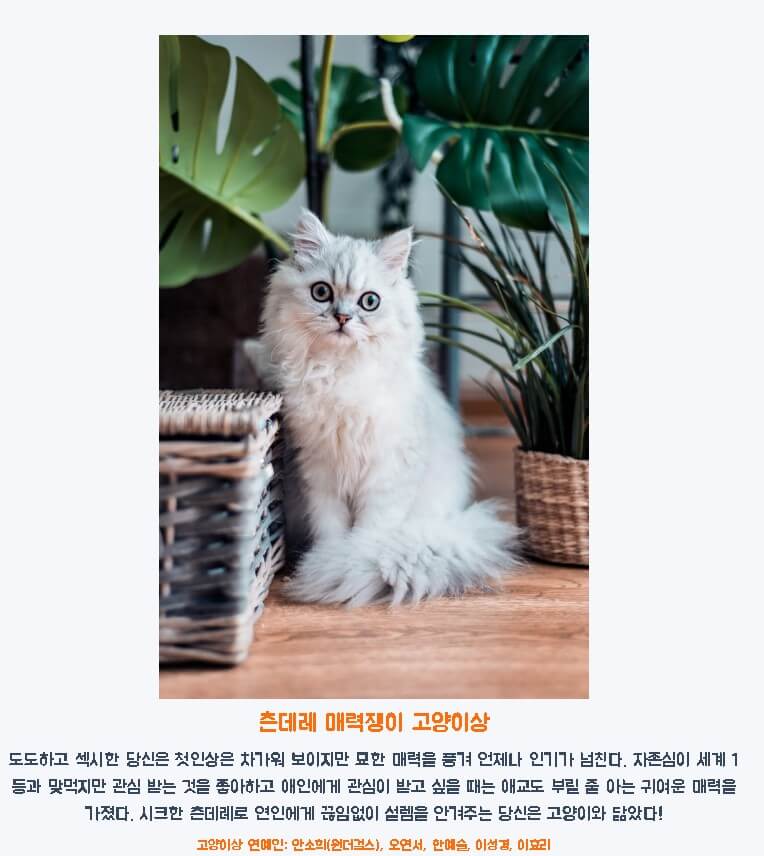 츤데레 매력쟁이 고양이상
도도하고 섹시한 당신은 첫인상은 차가워 보이지만 묘한 매력을 풍겨 언제나 인기가 넘친다. 자존심이 세계 1
등과 맞먹지만 관심 받는 것을 좋아하고 애인에게 관심이 받고 싶을 때는 애교도 부릴 줄 아는 귀여운 매력을
가졌다. 시크한 츤데레로 연인에게 끊임없이 설렘을 안겨주는 당신은 고양이와 닮았다!
고양이상 연예인: 안소희(원더걸스), 오연서, 한예슬, 이성경, 이효리